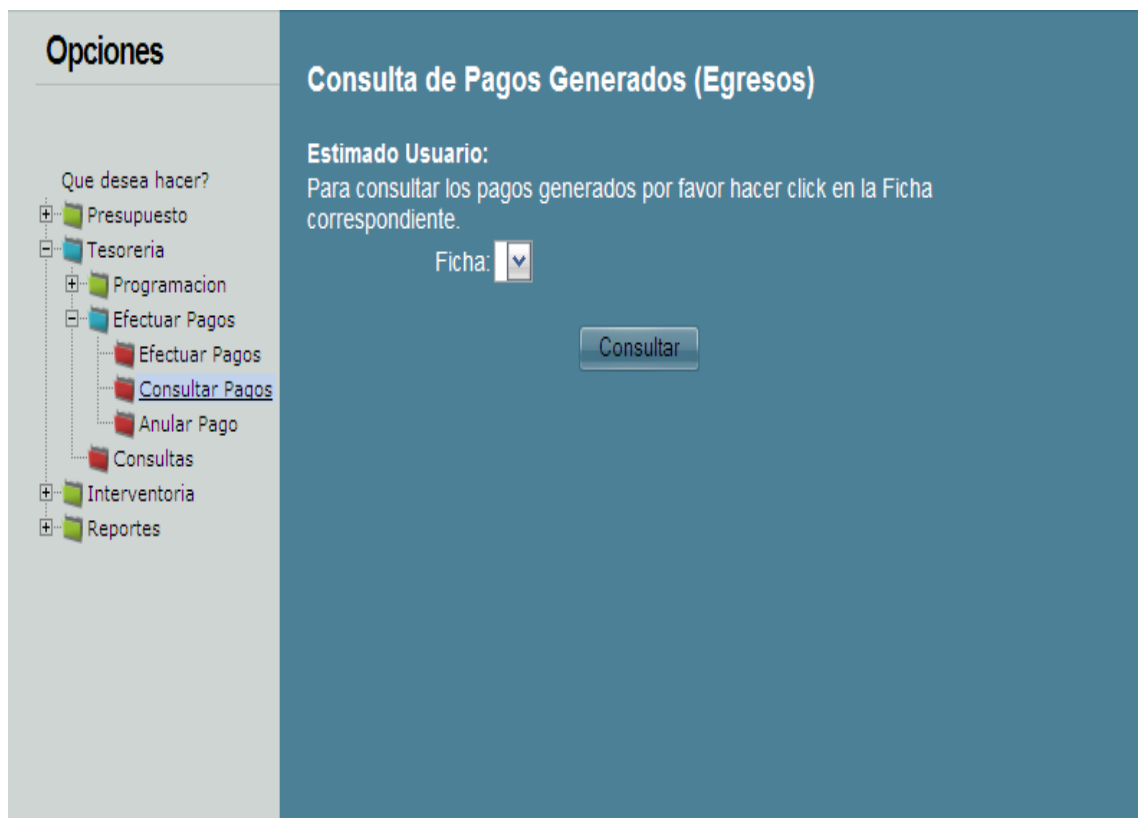 Opciones
Que desea hacer?
Presupuesto
Tesoreria
Programacion
Efectuar Pagos
Efectuar Pagos
Consultar Pagos
Anular Pago
Consultas
Interventoria
Reportes
Consulta de Pagos Generados (Egresos)
Estimado Usuario:
Para consultar los pagos generados por favor hacer click en la Ficha
correspondiente.
Ficha:
Consultar